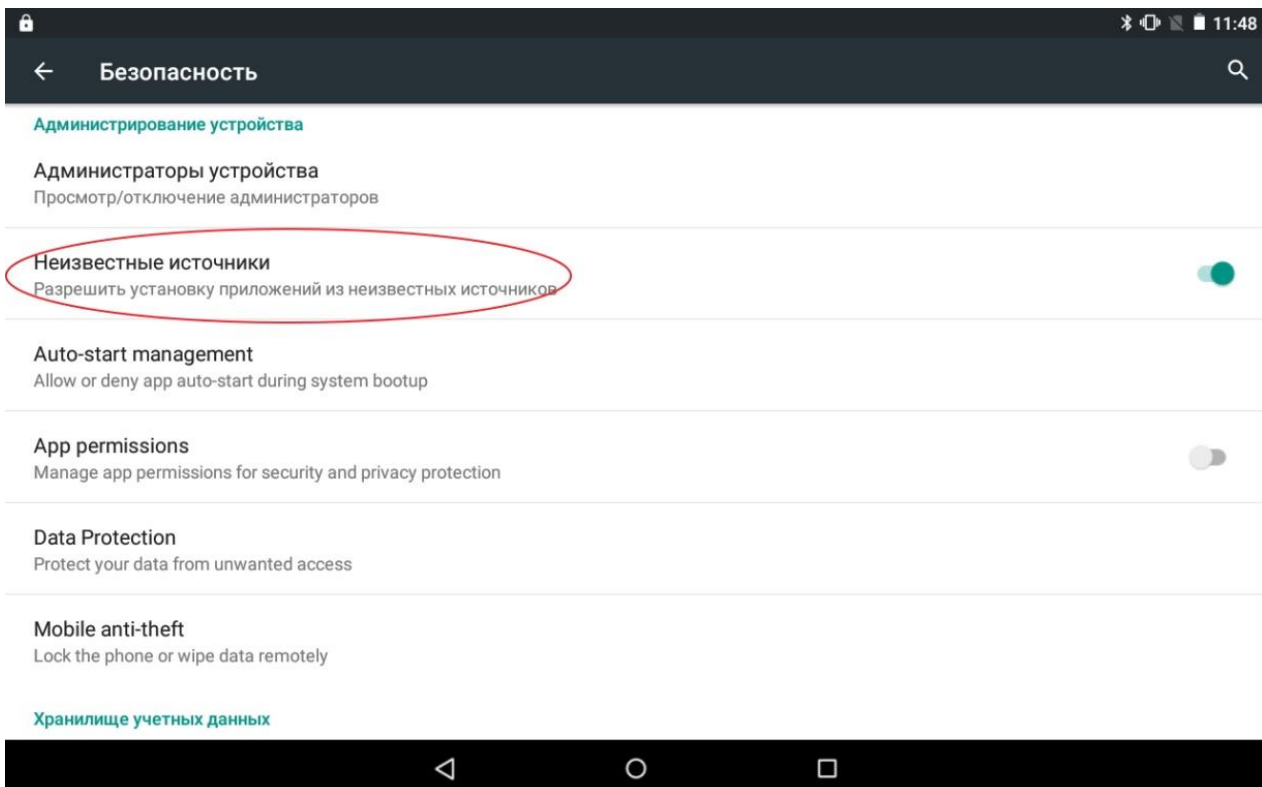 11:48
Безопасность
Администрирование устройства
Администраторы устройства
Просмотр/отключение администраторов
Неизвестные источники
Разрешить установку приложений из неизвестных источников
Auto-start management
Allow or deny app auto-start during system bootup
App permissions
Manage app permissions for security and privacy protection
Data Protection
Protect your data from unwanted access
Mobile anti-theft
Lock the phone or wipe data remotely
Хранилище учетных данных